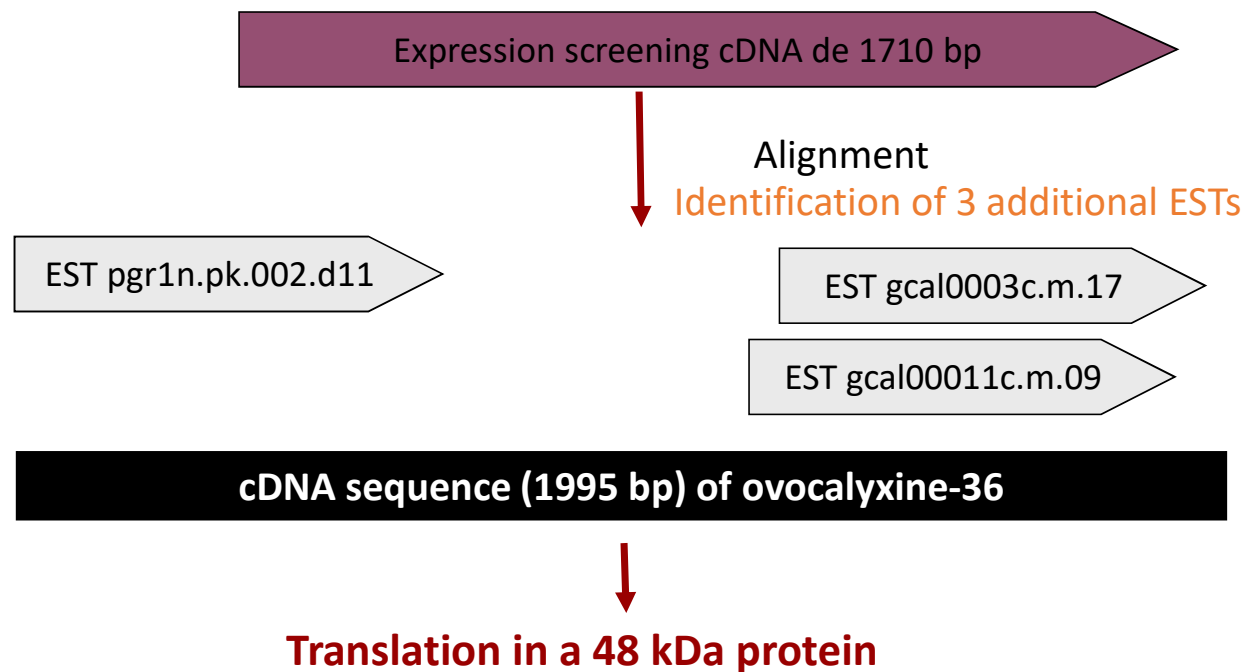 Expression screening cDNA de 1710 bp
Alignment
Identification of 3 additional ESTs
EST pgr1n.pk.002.d11
EST gcal0003c.m.17
EST gcal00011c.m.09
cDNA sequence (1995 bp) of ovocalyxine-36
Translation in a 48 kDa protein